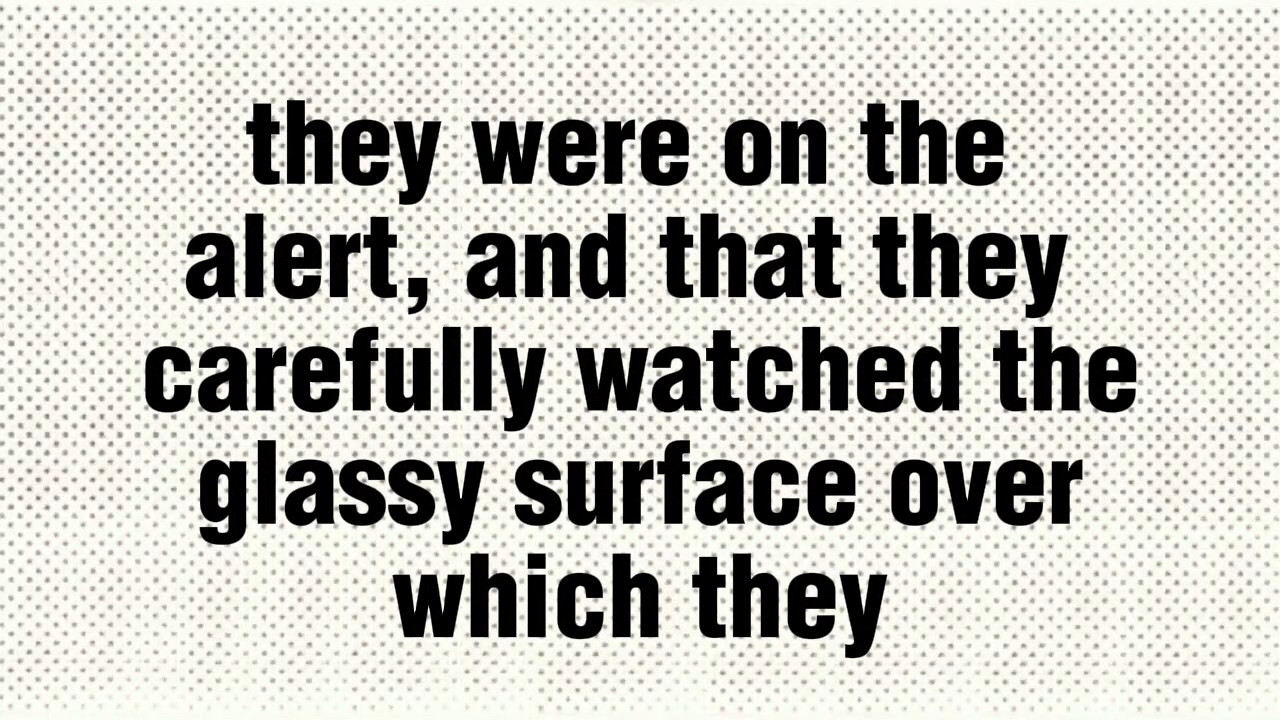 they were on the
alert, and that they
carefully watched the
glassy surface over
which they